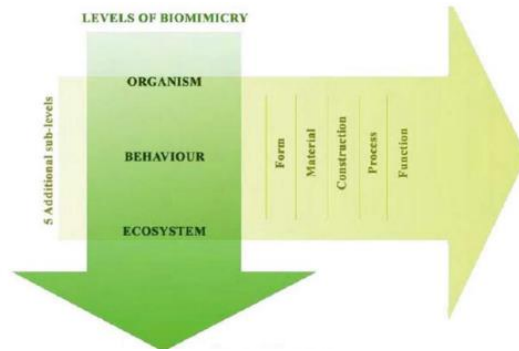 LEVELS OF BIOMIMICRY
ORGANISM
BEHAVIOUR
ECOSYSTEM
5 Additional sub-levels
Form
Material
Construction
Process
Function